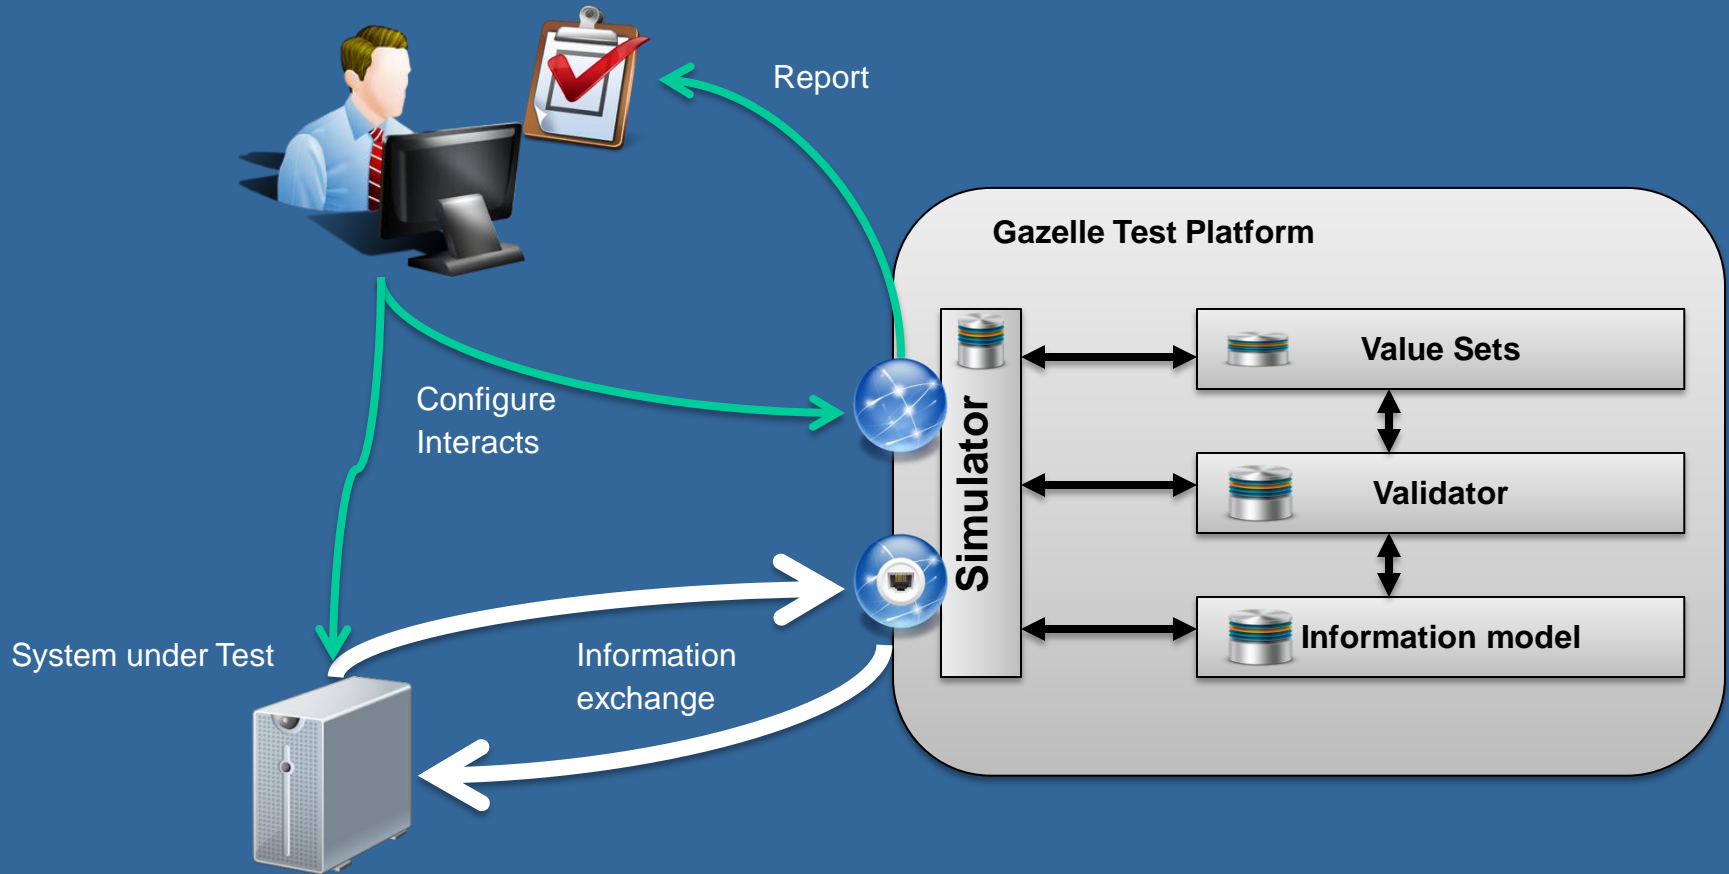 Report
Gazelle Test Platform
Value Sets
Configure
Interacts
Simulator
Validator
System under Test
Information
exchange
Information model